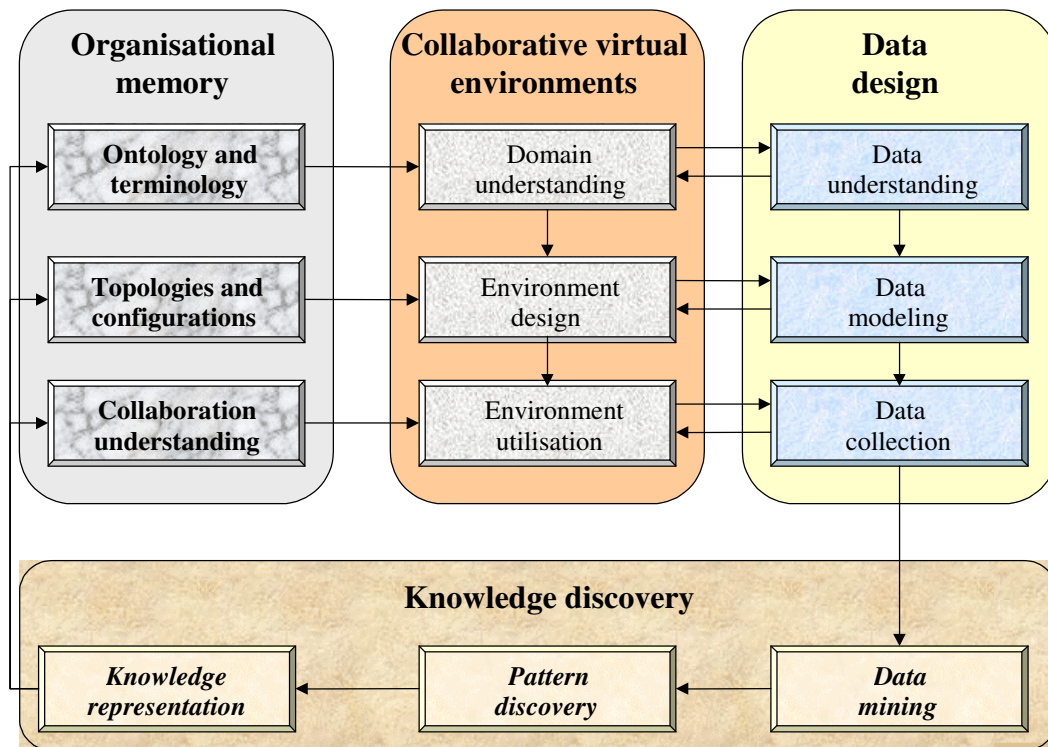 Organisational
memory
Collaborative virtual
environments
Data
design
Ontology and
terminology
Domain
understanding
Data
understanding
Topologies and
configurations
Environment
design
Data
modeling
Collaboration
understanding
Environment
utilisation
Data
collection
Knowledge discovery
Knowledge
representation
Pattern
discovery
Data
mining